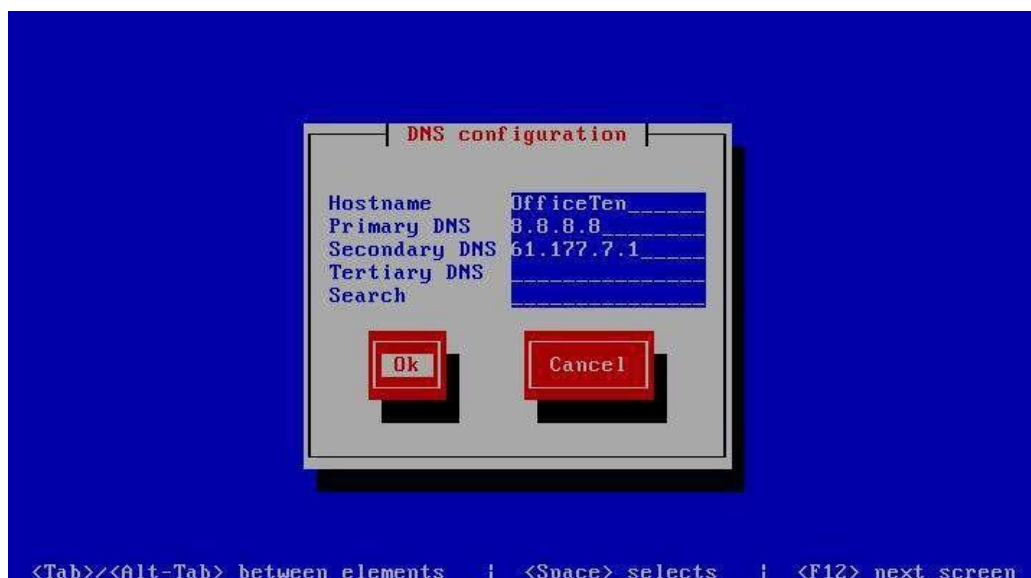 DNS configuration
Hostname OfficeTen
Primary DNS 8.8.8.8
Secondary DNS 61.177.7.1
Tertiary DNS
Search
Ok Cancel
<Tab>/<Alt-Tab> between elements | <Space> selects | <F12> next screen